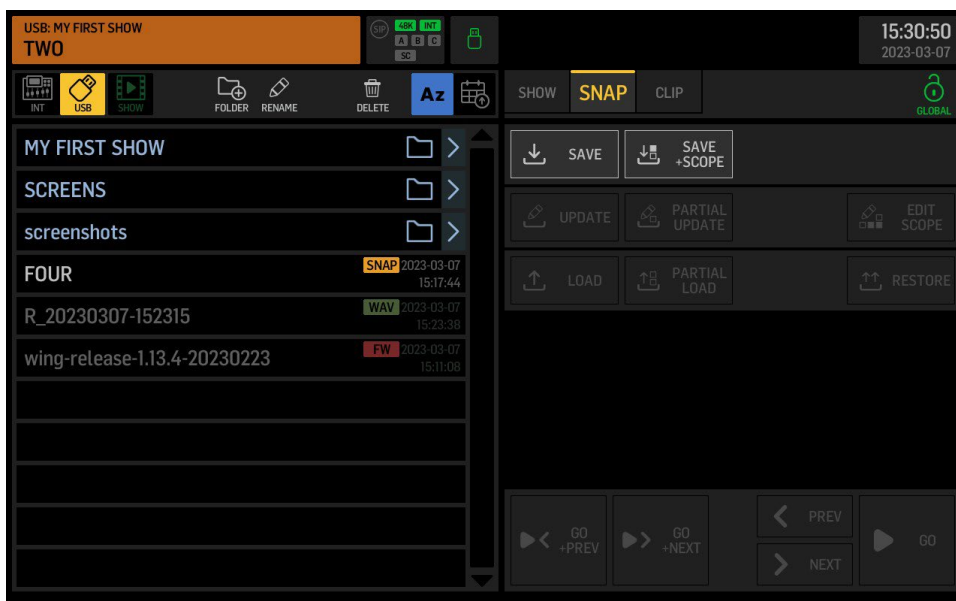 USB: MY FIRST SHOW
TWO
SIP
48K INT
A B C
SC
15:30:50
2023-03-07
INT
USB
SHOW
FOLDER
RENAME
DELETE
AZ
SHOW
SNAP
CLIP
GLOBAL
MY FIRST SHOW
SCREENS
screenshots
FOUR
SNAP 2023-03-07
15:17:44
R_20230307-152315
WAV 2023-03-07
15:23:38
wing-release-1.13.4-20230223
FW 2023-03-07
15:11:08
SAVE
SAVE
+SCOPE
UPDATE
PARTIAL
UPDATE
EDIT
SCOPE
LOAD
PARTIAL
LOAD
RESTORE
GO
+PREV
GO
+NEXT
PREV
NEXT
GO